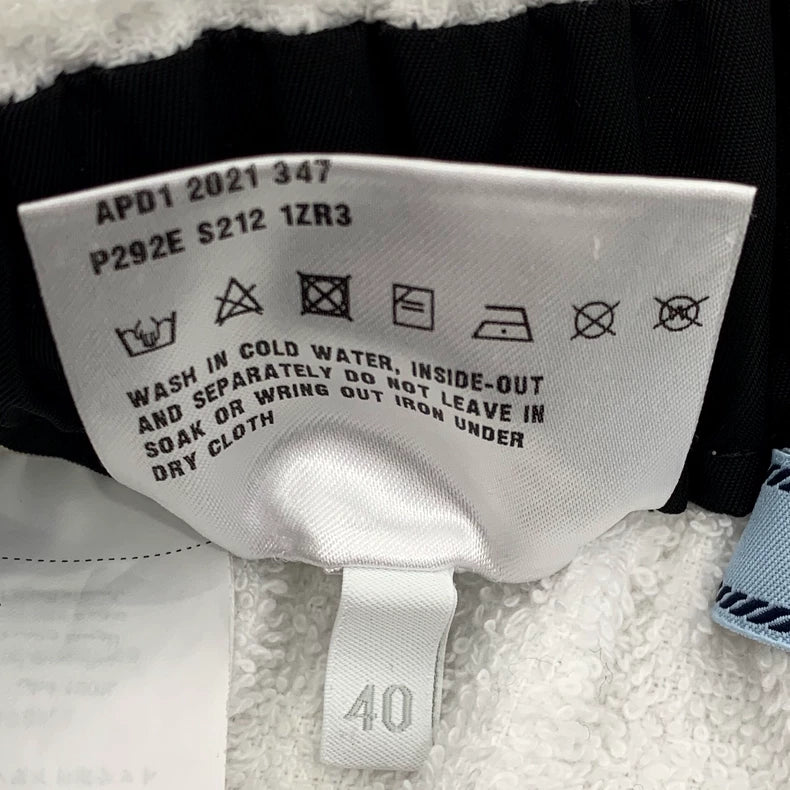 APD1 2021 347
P292E S212 1ZR3
WASH IN COLD WATER, INSIDE-OUT
AND SEPARATELY DO NOT LEAVE IN
SOAK OR WRING OUT IRON UNDER
DRY CLOTH
40